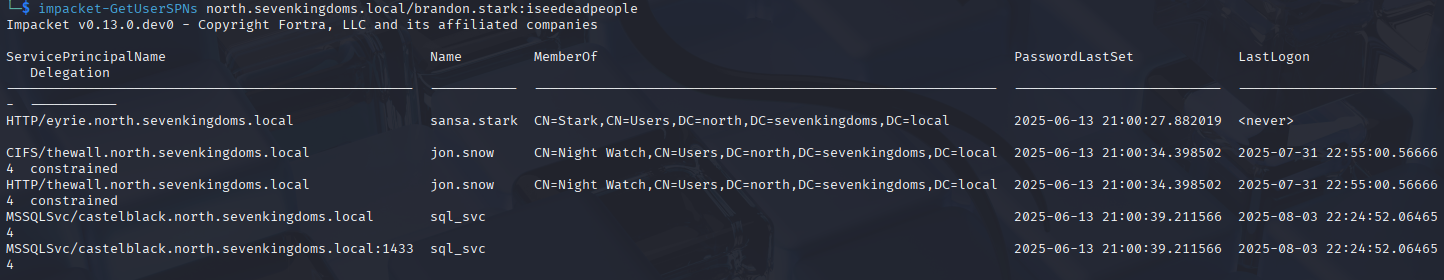 └─$ impacket-GetUserSPNs north.sevenkingdoms.local/brandon.stark:iseedeadpeople
Impacket v0.13.0.dev0 - Copyright Fortra, LLC and its affiliated companies
ServicePrincipalName Name MemberOf PasswordLastSet LastLogon
Delegation
--------------------------------------------------- ----------- ---------------------------------------------------------- -------------------------- -------------------------
- -----------
HTTP/eyrie.north.sevenkingdoms.local sansa.stark CN=Stark,CN=Users,DC=north,DC=sevenkingdoms,DC=local 2025-06-13 21:00:27.882019 <never>
CIFS/thewall.north.sevenkingdoms.local jon.snow CN=Night Watch,CN=Users,DC=north,DC=sevenkingdoms,DC=local 2025-06-13 21:00:34.398502 2025-07-31 22:55:00.56666
4 constrained
HTTP/thewall.north.sevenkingdoms.local jon.snow CN=Night Watch,CN=Users,DC=north,DC=sevenkingdoms,DC=local 2025-06-13 21:00:34.398502 2025-07-31 22:55:00.56666
4 constrained
MSSQLSvc/castelblack.north.sevenkingdoms.local sql_svc 2025-06-13 21:00:39.211566 2025-08-03 22:24:52.06465
4
MSSQLSvc/castelblack.north.sevenkingdoms.local:1433 sql_svc 2025-06-13 21:00:39.211566 2025-08-03 22:24:52.06465
4